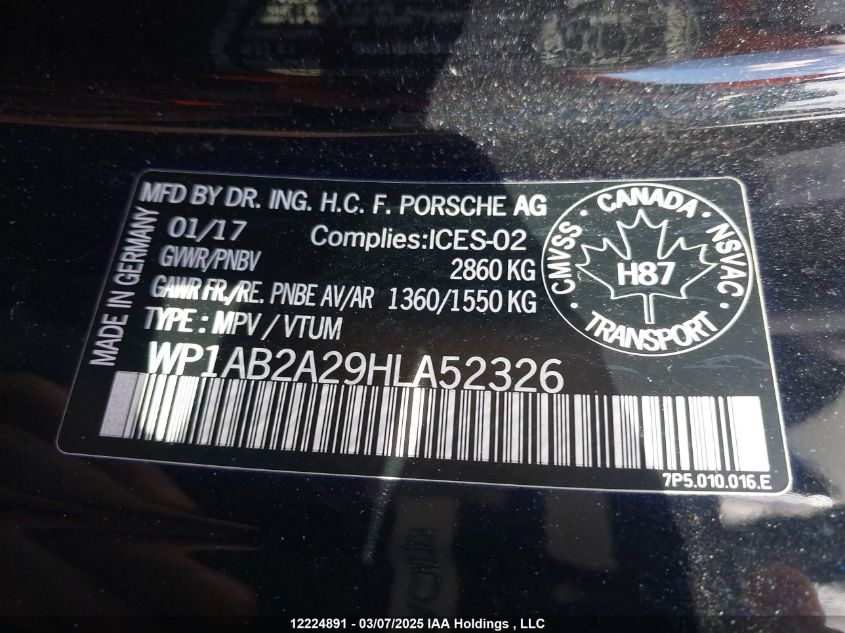 MFD BY DR. ING. H.C. F. PORSCHE AG
01/17 Complies:ICES-02
GVWR/PNBV 2860 KG
GAWR FR./RE. PNBE AV/AR 1360/1550 KG
TYPE : MPV / VTUM
WP1AB2A29HLA52326
MADE IN GERMANY
CANADA
CMVSS · NSVAC
H87
TRANSPORT
7P5.010.016.E
12224891 - 03/07/2025 IAA Holdings , LLC